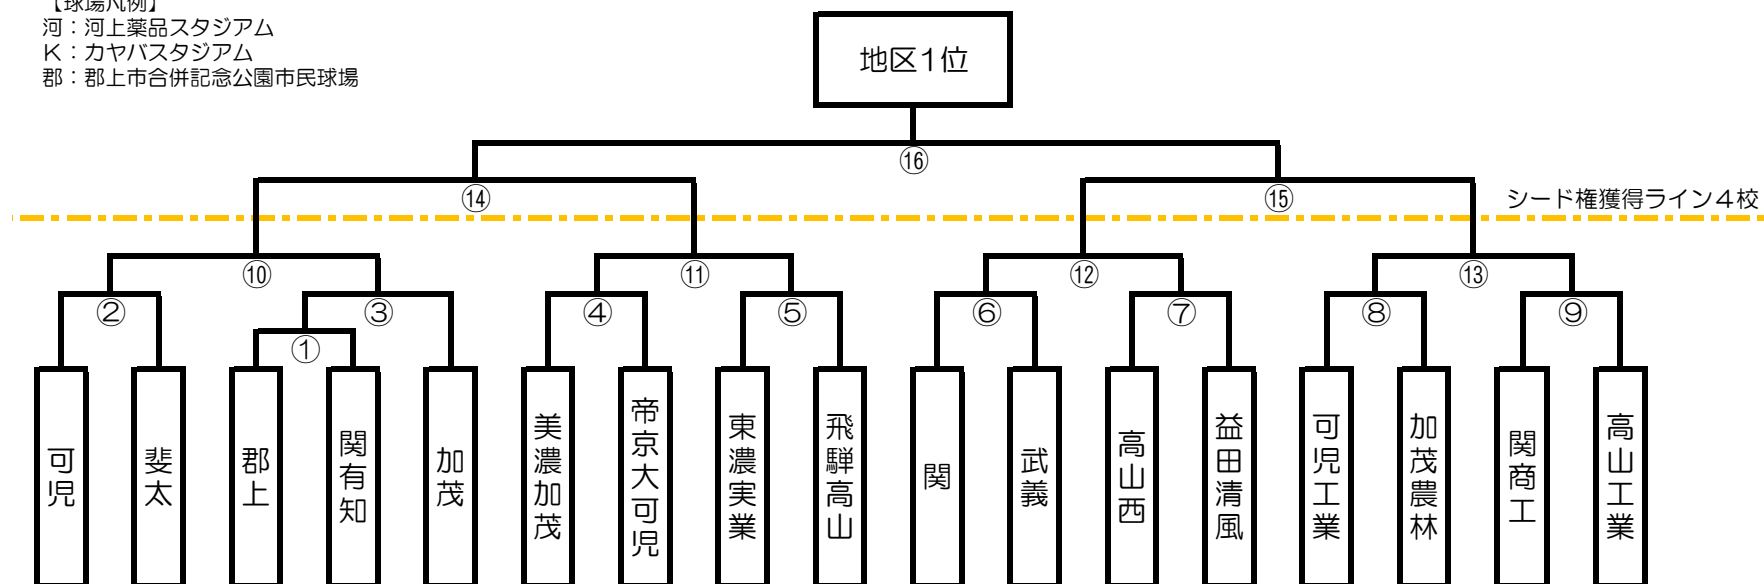 【球場凡例】
河：河上薬品スタジアム
K：カヤバスタジアム
郡：郡上市合併記念公園市民球場
地区1位
⑯
⑭
⑮
シード権獲得ライン４校
⑩
⑪
⑫
⑬
②
③
④
⑤
⑥
⑦
⑧
⑨
①
可児
斐太
郡上
関有知
加茂
美濃加茂
帝京大可児
東濃実業
飛騨高山
関
武義
高山西
益田清風
可児工業
加茂農林
関商工
高山工業